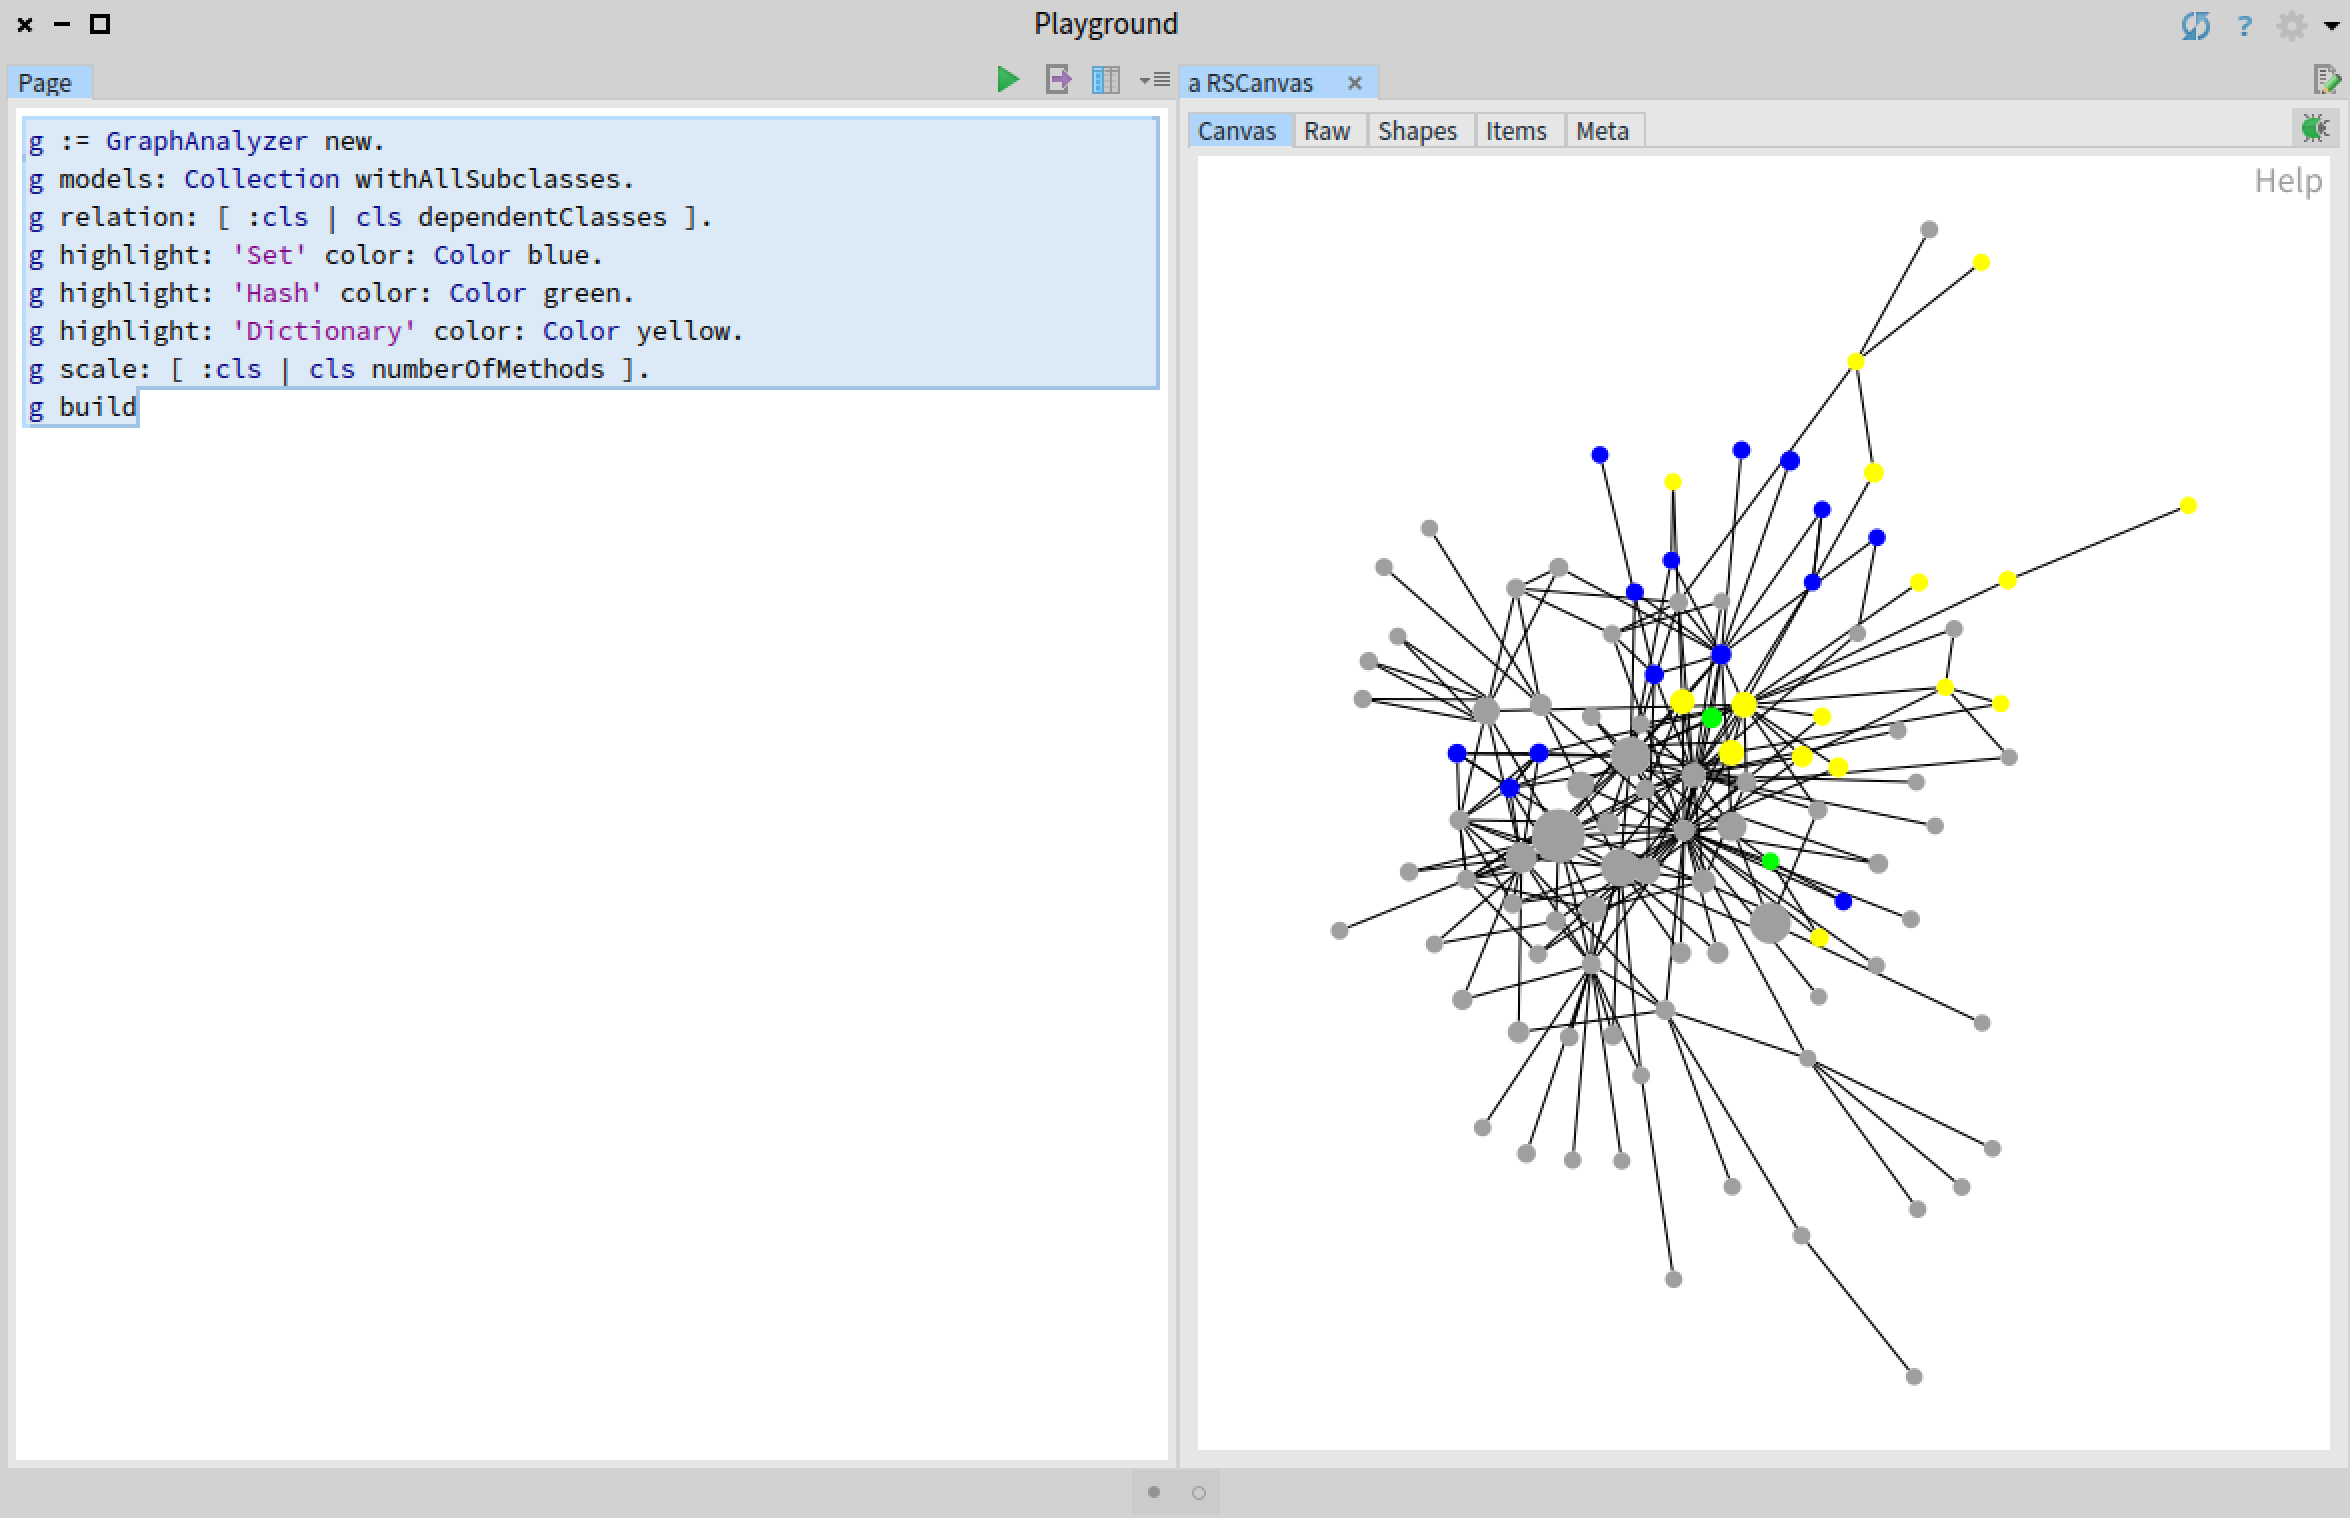 Playground
?
Page
g := GraphAnalyzer new.
g models: Collection withAllSubclasses.
g relation: [ :cls | cls dependentClasses ].
g highlight: 'Set' color: Color blue.
g highlight: 'Hash' color: Color green.
g highlight: 'Dictionary' color: Color yellow.
g scale: [ :cls | cls numberOfMethods ].
g build
a RSCanvas
Canvas Raw Shapes Items Meta
Help